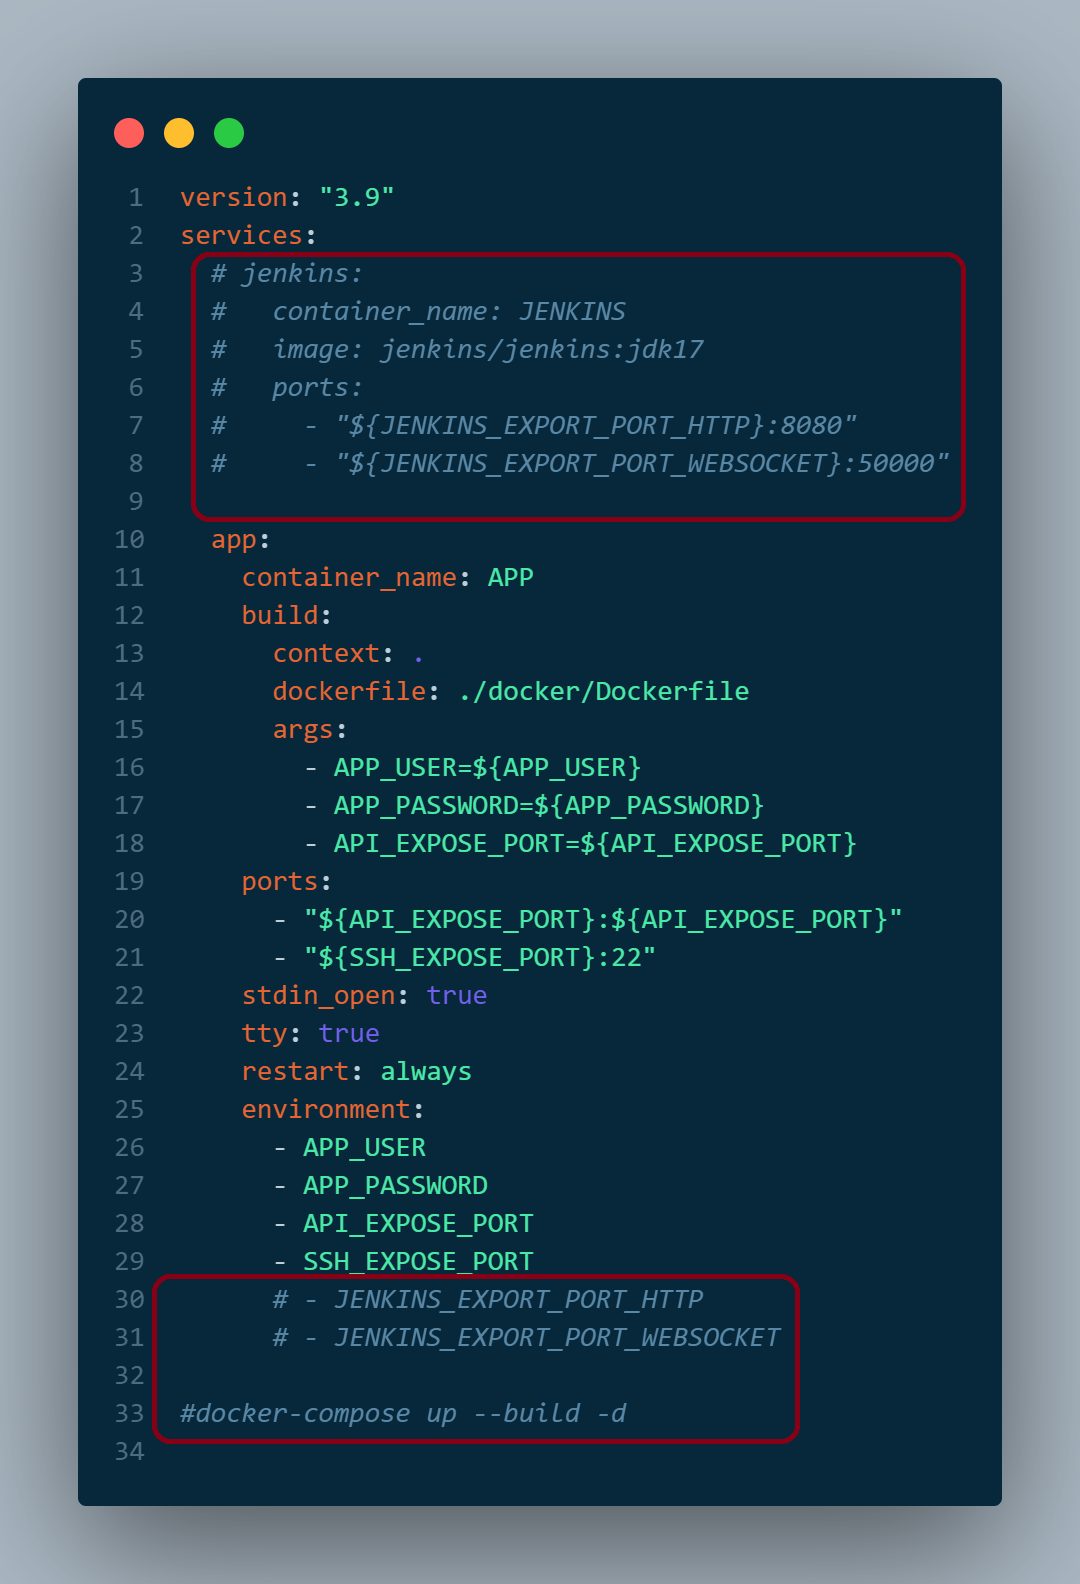 1 version: "3.9"
2 services:
3   # jenkins:
4   #   container_name: JENKINS
5   #   image: jenkins/jenkins:jdk17
6   #   ports:
7   #     - "${JENKINS_EXPORT_PORT_HTTP}:8080"
8   #     - "${JENKINS_EXPORT_PORT_WEBSOCKET}:50000"
9
10   app:
11     container_name: APP
12     build:
13       context: .
14       dockerfile: ./docker/Dockerfile
15       args:
16         - APP_USER=${APP_USER}
17         - APP_PASSWORD=${APP_PASSWORD}
18         - API_EXPOSE_PORT=${API_EXPOSE_PORT}
19     ports:
20       - "${API_EXPOSE_PORT}:${API_EXPOSE_PORT}"
21       - "${SSH_EXPOSE_PORT}:22"
22     stdin_open: true
23     tty: true
24     restart: always
25     environment:
26       - APP_USER
27       - APP_PASSWORD
28       - API_EXPOSE_PORT
29       - SSH_EXPOSE_PORT
30       # - JENKINS_EXPORT_PORT_HTTP
31       # - JENKINS_EXPORT_PORT_WEBSOCKET
32
33 #docker-compose up --build -d
34